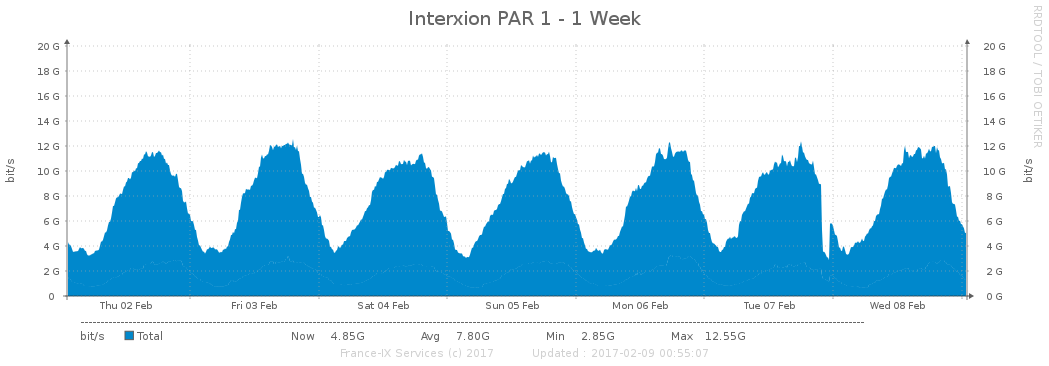 Interxion PAR 1 - 1 Week
RRDTOOL / TOBI OETIKER
20 G 20 G
18 G 18 G
16 G 16 G
14 G 14 G
12 G 12 G
10 G 10 G
8 G 8 G
6 G 6 G
4 G 4 G
2 G 2 G
0 0 G
bit/s
bit/s
Thu 02 Feb Fri 03 Feb Sat 04 Feb Sun 05 Feb Mon 06 Feb Tue 07 Feb Wed 08 Feb
bit/s Total Now 4.85G Avg 7.80G Min 2.85G Max 12.55G
France-IX Services (c) 2017 Updated : 2017-02-09 00:55:07